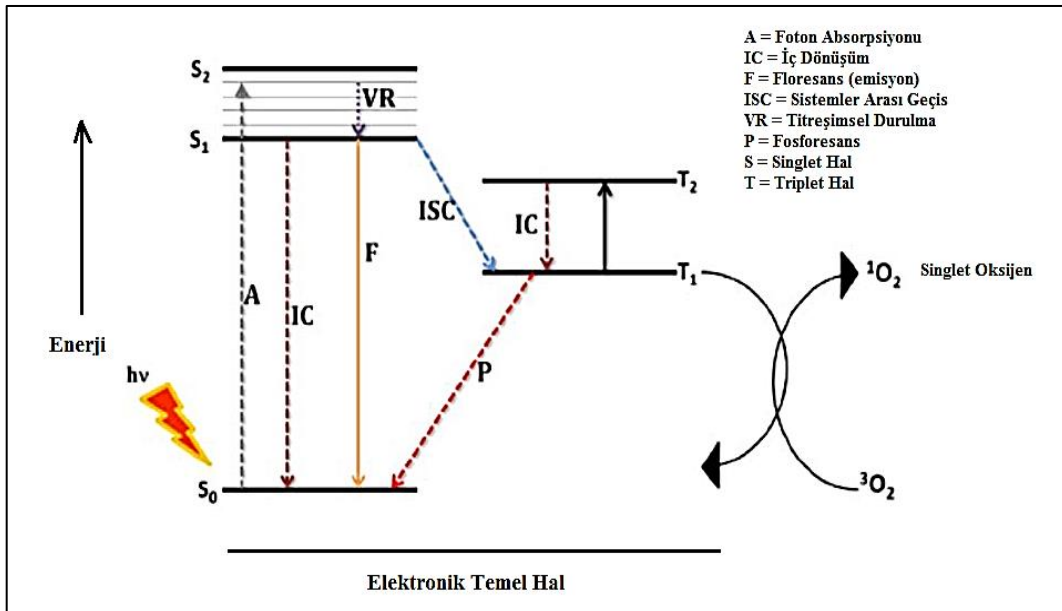 A = Foton Absorpsiyonu
IC = İç Dönüşüm
F = Floresans (emisyon)
ISC = Sistemler Arası Geçis
VR = Titreşimsel Durulma
P = Fosforesans
S = Singlet Hal
T = Triplet Hal
S₂
VR
S₁
T₂
ISC
IC
F
T₁
¹O₂ Singlet Oksijen
A
IC
Enerji
P
hν
S₀
³O₂
Elektronik Temel Hal